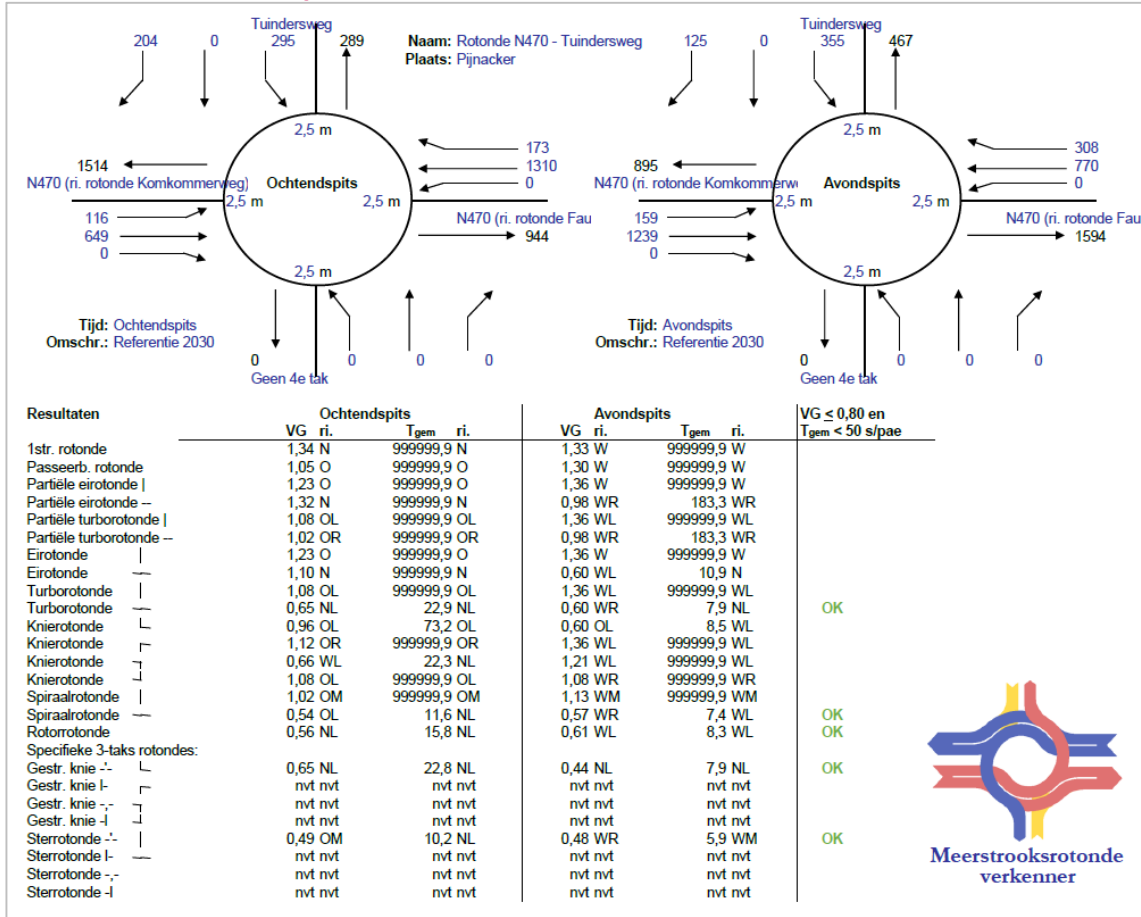 Tuindersweg
204 0 295 289
Naam: Rotonde N470 - Tuindersweg
Plaats: Pijnacker
2,5 m
173
1514 1310
N470 (ri. rotonde Komkommerweg) Ochtendspits 0
2,5 m 2,5 m
116 N470 (ri. rotonde Fau
649 944
0
2,5 m
Tijd: Ochtendspits
Omschr.: Referentie 2030
0 0 0 0
Geen 4e tak
Tuindersweg
125 0 355 467
2,5 m
308
895 770
N470 (ri. rotonde Komkommerw Avondspits 0
2,5 m 2,5 m
159 N470 (ri. rotonde Fau
1239 1594
0
2,5 m
Tijd: Avondspits
Omschr.: Referentie 2030
0 0 0 0
Geen 4e tak
Resultaten Ochtendspits Avondspits VG ≤ 0,80 en
VG ri. Tgem ri. VG ri. Tgem ri. Tgem < 50 s/pae
1str. rotonde 1,34 N 999999,9 N 1,33 W 999999,9 W
Passeerb. rotonde 1,05 O 999999,9 O 1,30 W 999999,9 W
Partiële eirotonde | 1,23 O 999999,9 O 1,36 W 999999,9 W
Partiële eirotonde -- 1,32 N 999999,9 N 0,98 WR 183,3 WR
Partiële turborotonde | 1,08 OL 999999,9 OL 1,36 WL 999999,9 WL
Partiële turborotonde -- 1,02 OR 999999,9 OR 0,98 WR 183,3 WR
Eirotonde 1,23 O 999999,9 O 1,36 W 999999,9 W
Eirotonde 1,10 N 999999,9 N 0,60 WL 10,9 N
Turborotonde 1,08 OL 999999,9 OL 1,36 WL 999999,9 WL
Turborotonde 0,65 NL 22,9 NL 0,60 WR 7,9 NL OK
Knierotonde 0,96 OL 73,2 OL 0,60 OL 8,5 WL
Knierotonde 1,12 OR 999999,9 OR 1,36 WL 999999,9 WL
Knierotonde 0,66 WL 22,3 NL 1,21 WL 999999,9 WL
Knierotonde 1,08 OL 999999,9 OL 1,08 WR 999999,9 WR
Spiraalrotonde 1,02 OM 999999,9 OM 1,13 WM 999999,9 WM
Spiraalrotonde 0,54 OL 11,6 NL 0,57 WR 7,4 WL OK
Rotorrotonde 0,56 NL 15,8 NL 0,61 WL 8,3 WL OK
Specifieke 3-taks rotondes:
Gestr. knie -'- 0,65 NL 22,8 NL 0,44 NL 7,9 NL OK
Gestr. knie I- nvt nvt nvt nvt nvt nvt nvt nvt
Gestr. knie -,- nvt nvt nvt nvt nvt nvt nvt nvt
Gestr. knie -I nvt nvt nvt nvt nvt nvt nvt nvt
Sterrotonde -'- 0,49 OM 10,2 NL 0,48 WR 5,9 WM OK
Sterrotonde I- nvt nvt nvt nvt nvt nvt nvt nvt
Sterrotonde -,- nvt nvt nvt nvt nvt nvt nvt nvt
Sterrotonde -I nvt nvt nvt nvt nvt nvt nvt nvt
Meerstrooksrotonde
verkenner